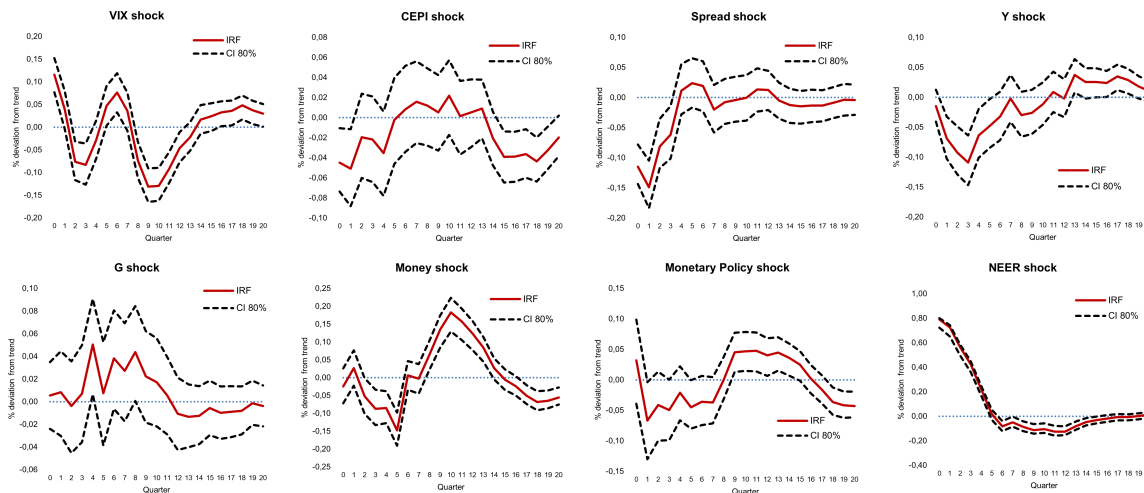 VIX shock
% deviation from trend
0,20
0,15
0,10
0,05
0,00
-0,05
-0,10
-0,15
-0,20
IRF
CI 80%
0 1 2 3 4 5 6 7 8 9 10 11 12 13 14 15 16 17 18 19 20
Quarter
CEPI shock
% deviation from trend
0,08
0,06
0,04
0,02
0,00
-0,02
-0,04
-0,06
-0,08
-0,10
IRF
CI 80%
0 1 2 3 4 5 6 7 8 9 10 11 12 13 14 15 16 17 18 19 20
Quarter
Spread shock
% deviation from trend
0,10
0,05
0,00
-0,05
-0,10
-0,15
-0,20
IRF
CI 80%
0 1 2 3 4 5 6 7 8 9 10 11 12 13 14 15 16 17 18 19 20
Quarter
Y shock
% deviation from trend
0,10
0,05
0,00
-0,05
-0,10
-0,15
-0,20
IRF
CI 80%
0 1 2 3 4 5 6 7 8 9 10 11 12 13 14 15 16 17 18 19
Quarter
G shock
% deviation from trend
0,10
0,08
0,06
0,04
0,02
0,00
-0,02
-0,04
-0,06
IRF
CI 80%
0 1 2 3 4 5 6 7 8 9 10 11 12 13 14 15 16 17 18 19 20
Quarter
Money shock
% deviation from trend
0,25
0,20
0,15
0,10
0,05
0,00
-0,05
-0,10
-0,15
-0,20
-0,25
IRF
CI 80%
0 1 2 3 4 5 6 7 8 9 10 11 12 13 14 15 16 17 18 19 20
Quarter
Monetary Policy shock
% deviation from trend
0,15
0,10
0,05
0,00
-0,05
-0,10
-0,15
IRF
CI 80%
0 1 2 3 4 5 6 7 8 9 10 11 12 13 14 15 16 17 18 19 20
Quarter
NEER shock
% deviation from trend
1,00
0,80
0,60
0,40
0,20
0,00
-0,20
-0,40
IRF
CI 80%
0 1 2 3 4 5 6 7 8 9 10 11 12 13 14 15 16 17 18 19 20
Quarter